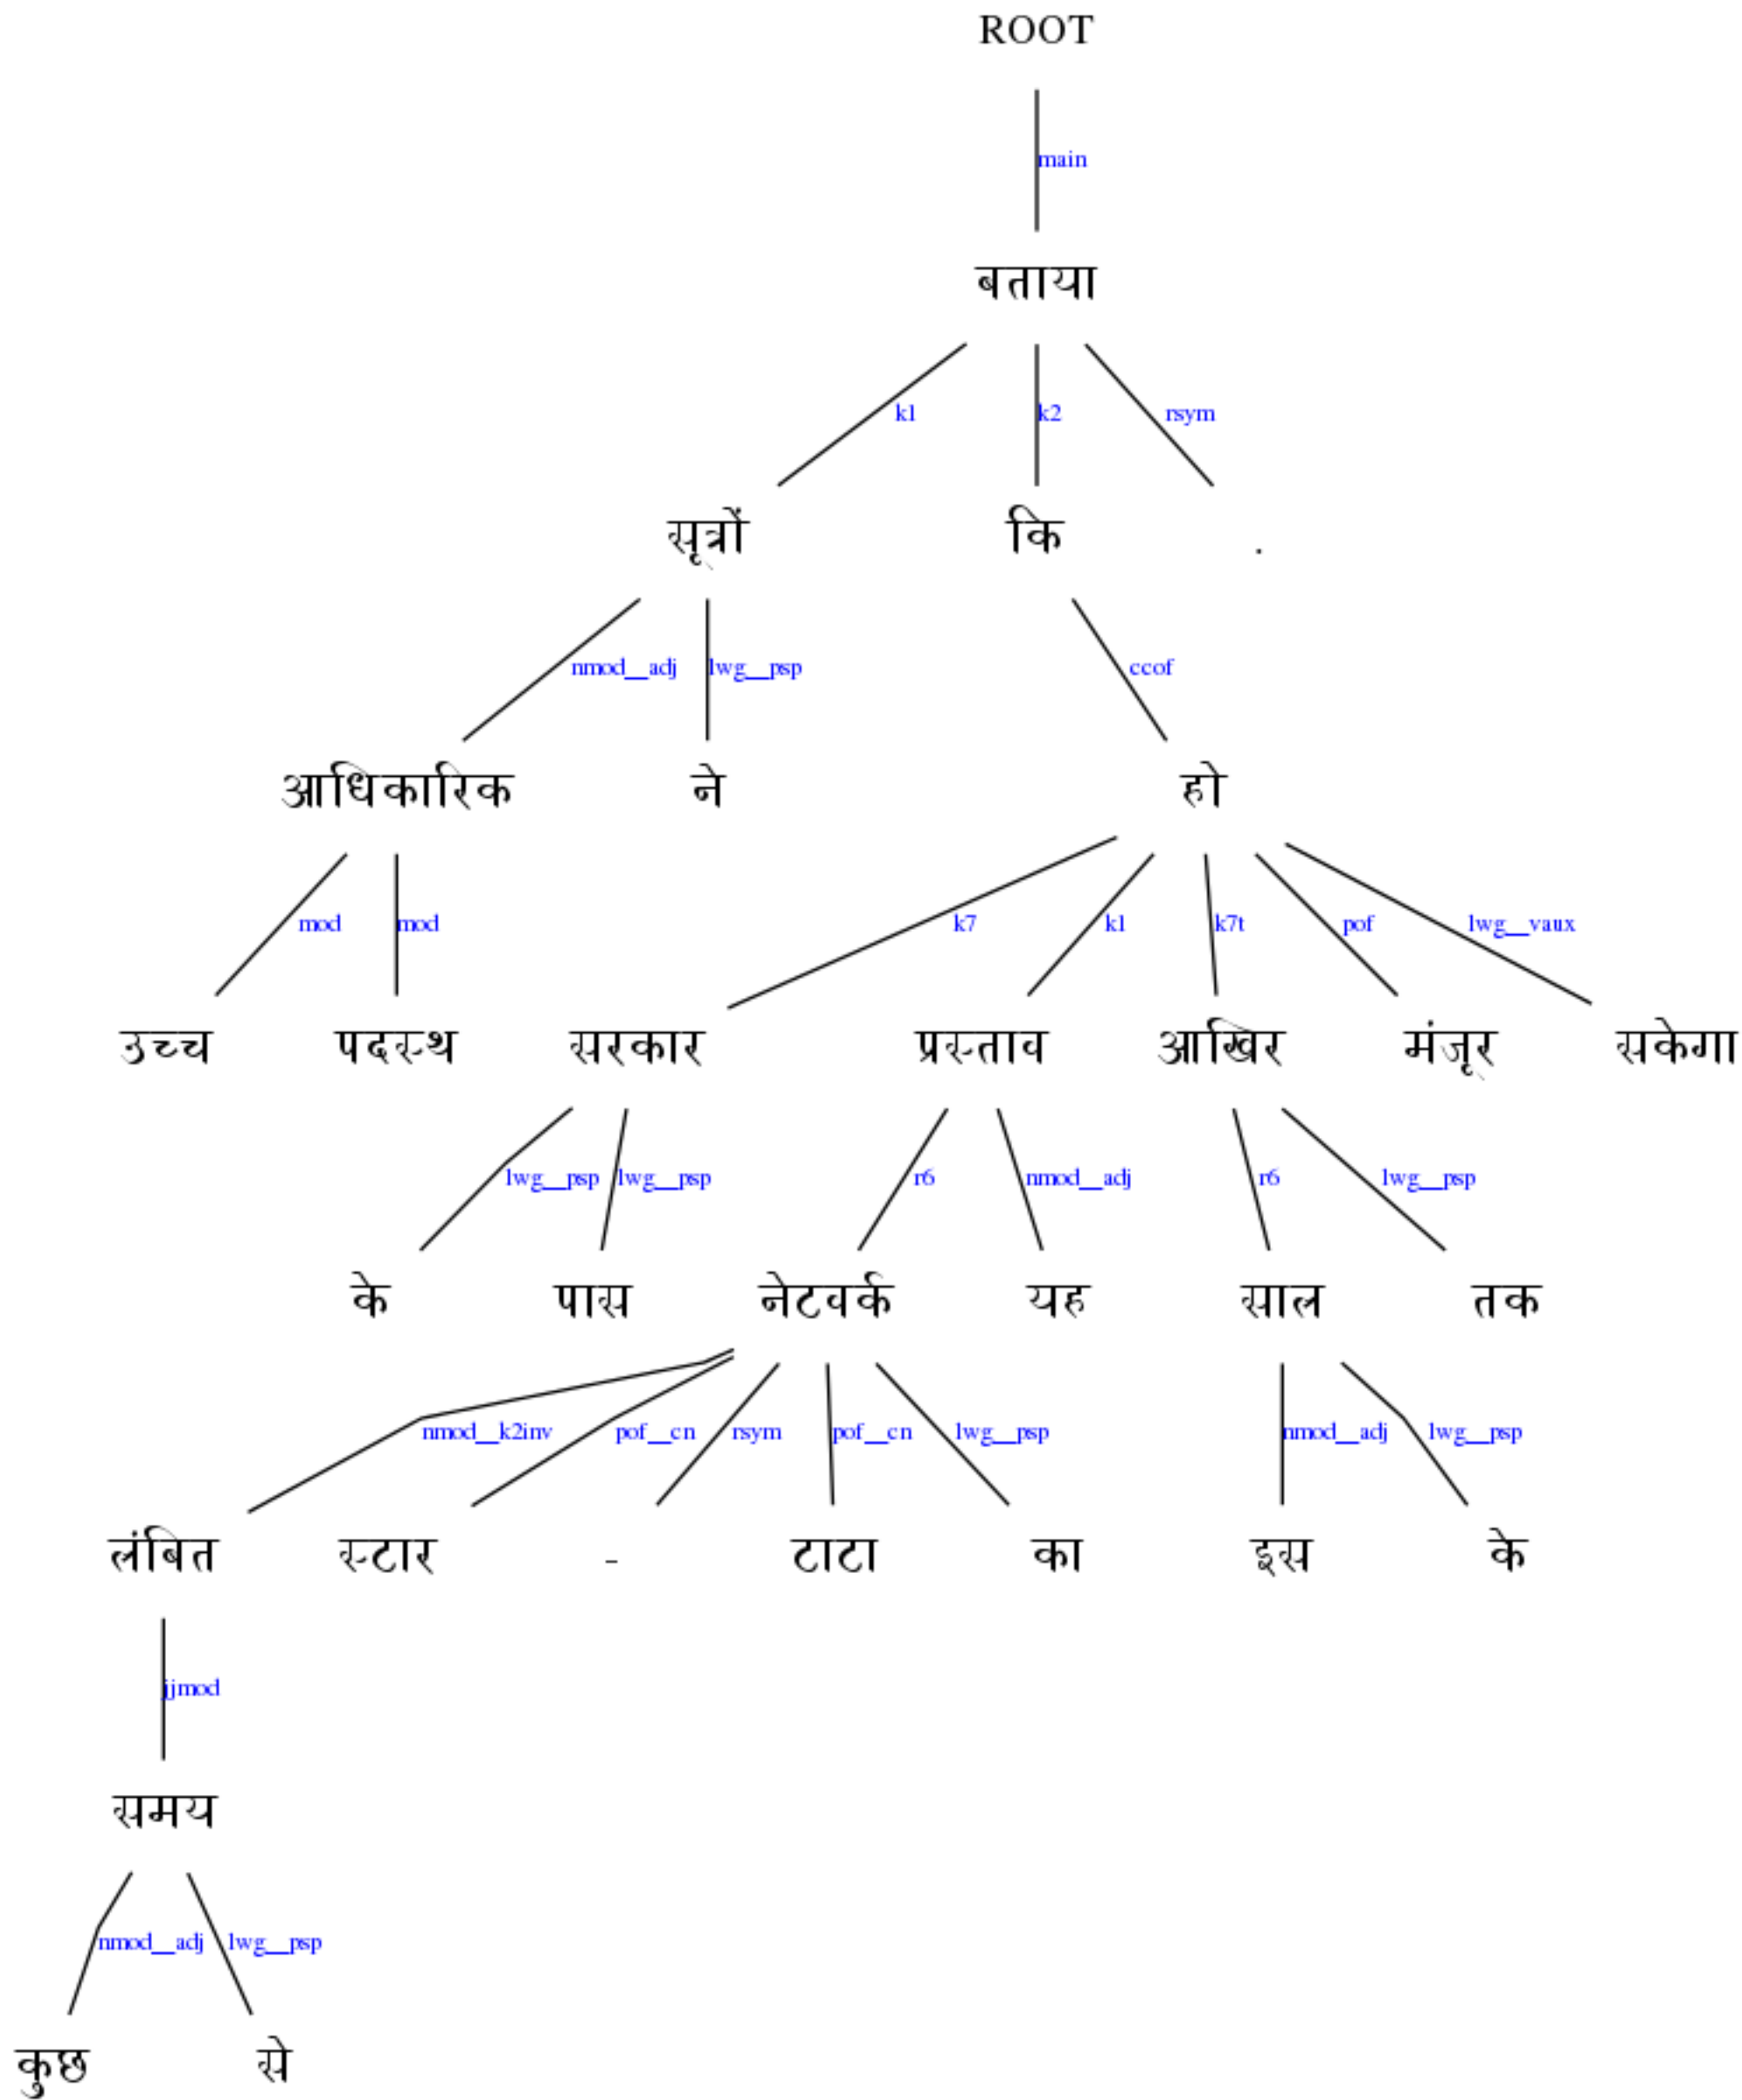 ROOT
main
बताया
k1 k2 rsym
सूत्रों कि .
nmod__adj lwg__psp ccof
आधिकारिक ने हो
mod mod k7 k1 k7t pof lwg__vaux
उच्च पदस्थ सरकार प्रस्ताव आखिर मंजूर सकेगा
lwg__psp lwg__psp r6 nmod__adj r6 lwg__psp
के पास नेटवर्क यह साल तक
nmod__k2inv pof__cn rsym pof__cn lwg__psp nmod__adj lwg__psp
लंबित स्टार - टाटा का इस के
jjmod
समय
nmod__adj lwg__psp
कुछ से